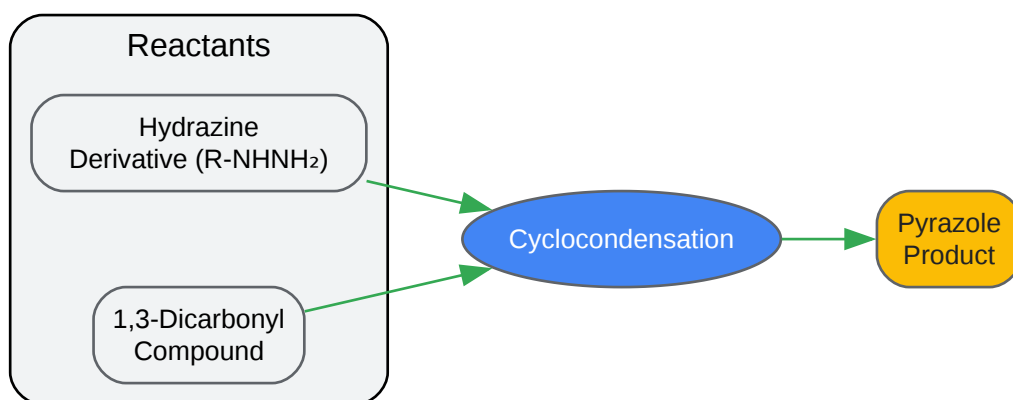 Reactants
Hydrazine
Derivative (R-NHNH₂)
1,3-Dicarbonyl
Compound
Cyclocondensation
Pyrazole
Product